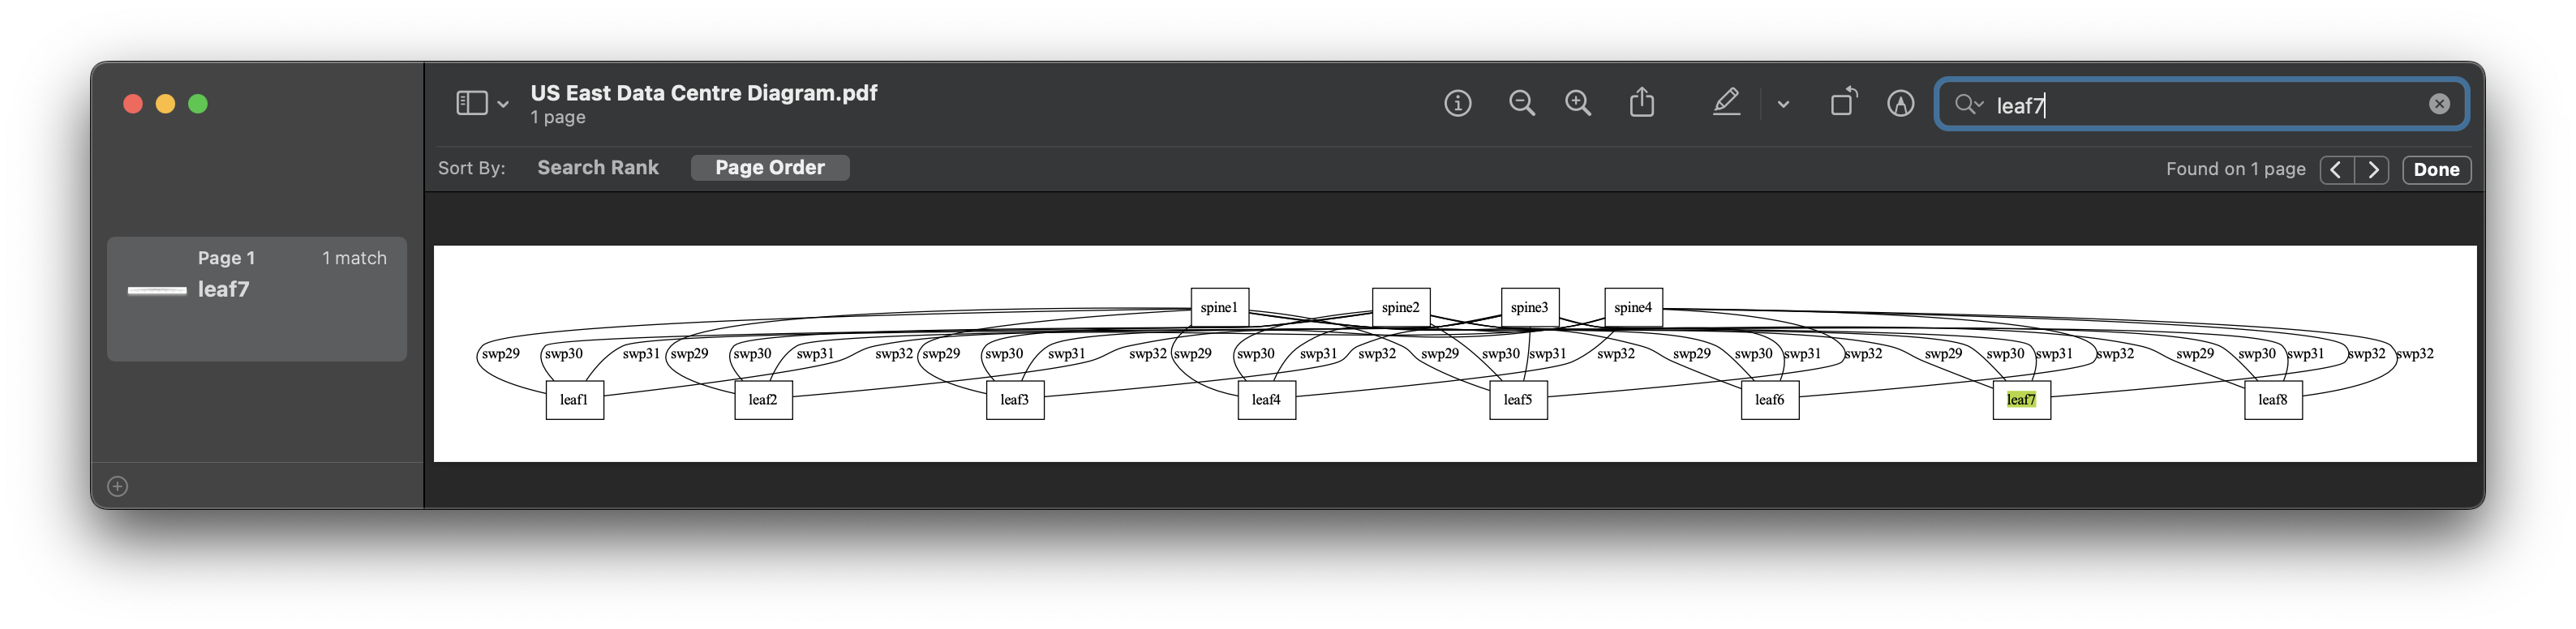 US East Data Centre Diagram.pdf
1 page
leaf7
Sort By: Search Rank Page Order
Found on 1 page Done
Page 1 1 match
leaf7
spine1 spine2 spine3 spine4
swp29 swp30 swp31 swp29 swp30 swp31 swp32 swp29 swp30 swp31 swp32 swp29 swp30 swp31 swp32 swp29 swp30 swp31 swp32 swp29 swp30 swp31 swp32 swp29 swp30 swp31 swp32 swp29 swp30 swp31 swp32 swp32
leaf1 leaf2 leaf3 leaf4 leaf5 leaf6 leaf7 leaf8